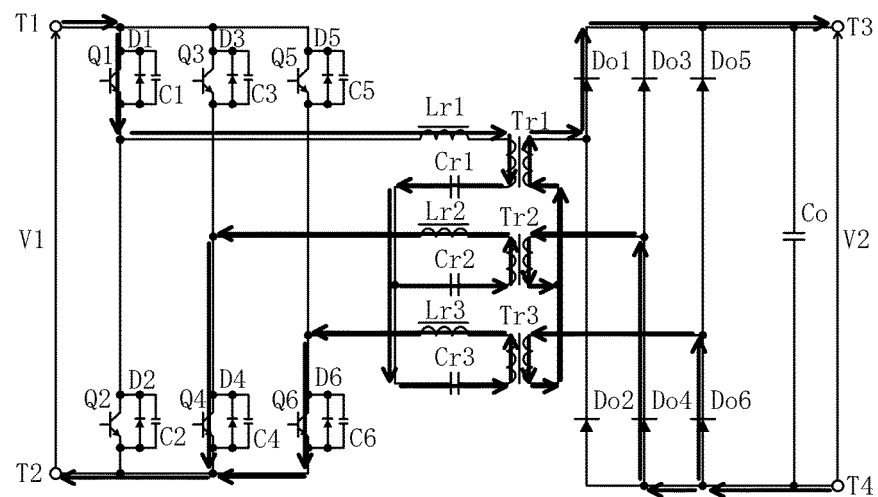 T1 D1 D3 D5 T3
Q1 Q3 Q5 Do1 Do3 Do5
C1 C3 C5
Lr1 Tr1
Cr1
Lr2 Tr2 Co
V1 V2
Cr2
Lr3 Tr3
Cr3
D2 D4 D6
Q2 Q4 Q6 Do2 Do4 Do6
C2 C4 C6
T2 T4